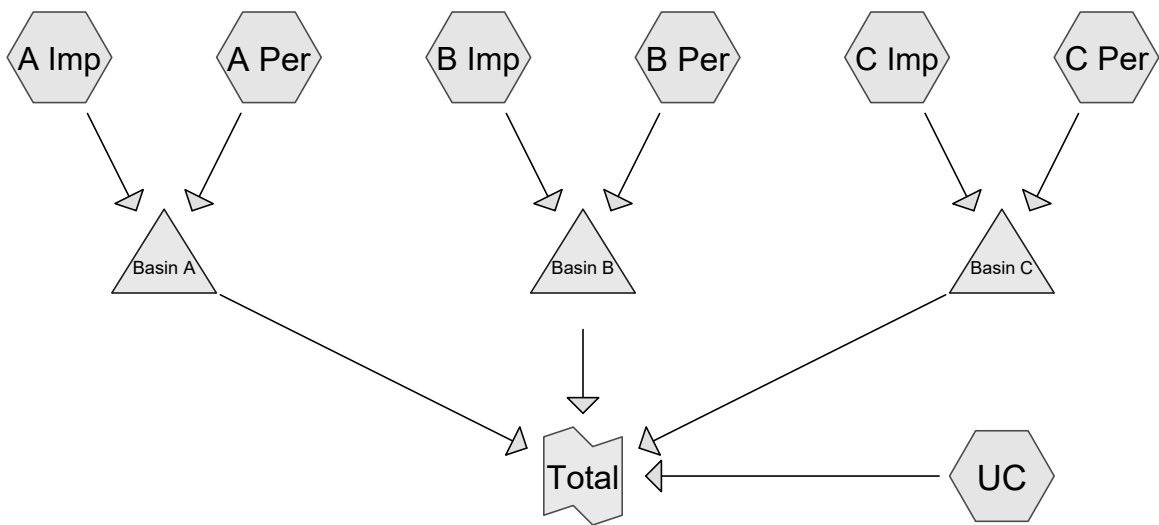 A Imp
A Per
B Imp
B Per
C Imp
C Per
Basin A
Basin B
Basin C
Total
UC